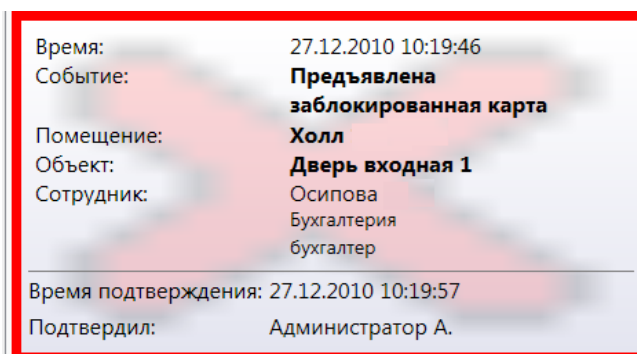 Время: 27.12.2010 10:19:46
Событие: Предъявлена
заблокированная карта
Помещение: Холл
Объект: Дверь входная 1
Сотрудник: Осипова
Бухгалтерия
бухгалтер
Время подтверждения: 27.12.2010 10:19:57
Подтвердил: Администратор А.